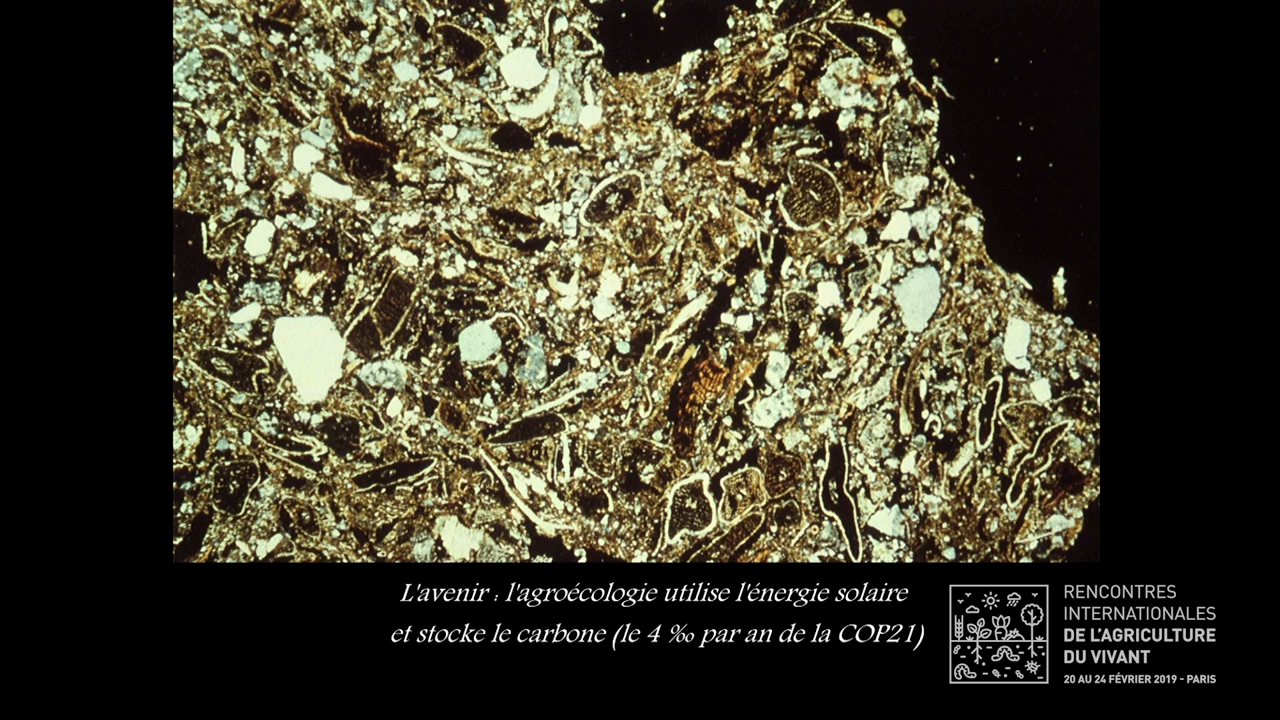 L'avenir : l'agroécologie utilise l'énergie solaire
et stocke le carbone (le 4 ‰ par an de la COP21)
RENCONTRES
INTERNATIONALES
DE L'AGRICULTURE
DU VIVANT
20 AU 24 FÉVRIER 2019 - PARIS